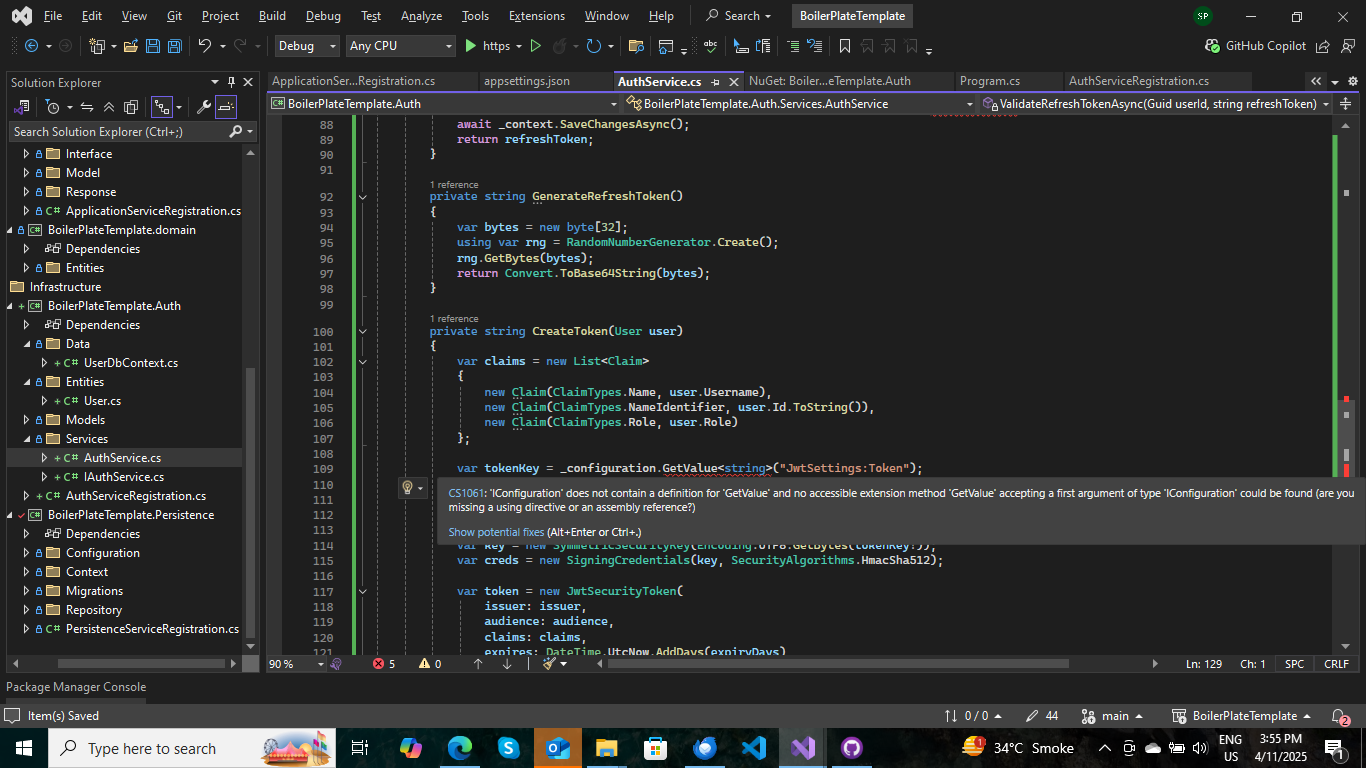 File Edit View Git Project Build Debug Test Analyze Tools Extensions Window Help Search BoilerPlateTemplate SP
Debug Any CPU https GitHub Copilot
Solution Explorer
Search Solution Explorer (Ctrl+;)
Interface
Model
Response
C# ApplicationServiceRegistration.cs
BoilerPlateTemplate.domain
Dependencies
Entities
Infrastructure
BoilerPlateTemplate.Auth
Dependencies
Data
C# UserDbContext.cs
Entities
C# User.cs
Models
Services
C# AuthService.cs
C# IAuthService.cs
C# AuthServiceRegistration.cs
BoilerPlateTemplate.Persistence
Dependencies
Configuration
Context
Migrations
Repository
C# PersistenceServiceRegistration.cs
ApplicationSer...Registration.cs appsettings.json AuthService.cs NuGet: Boiler...eTemplate.Auth Program.cs AuthServiceRegistration.cs
BoilerPlateTemplate.Auth BoilerPlateTemplate.Auth.Services.AuthService ValidateRefreshTokenAsync(Guid userId, string refreshToken)
88 await _context.SaveChangesAsync();
89 return refreshToken;
90 }
91
1 reference
92 private string GenerateRefreshToken()
93 {
94 var bytes = new byte[32];
95 using var rng = RandomNumberGenerator.Create();
96 rng.GetBytes(bytes);
97 return Convert.ToBase64String(bytes);
98 }
99
1 reference
100 private string CreateToken(User user)
101 {
102 var claims = new List<Claim>
103 {
104 new Claim(ClaimTypes.Name, user.Username),
105 new Claim(ClaimTypes.NameIdentifier, user.Id.ToString()),
106 new Claim(ClaimTypes.Role, user.Role)
107 };
108
109 var tokenKey = _configuration.GetValue<string>("JwtSettings:Token");
110
111
112
113
CS1061: 'IConfiguration' does not contain a definition for 'GetValue' and no accessible extension method 'GetValue' accepting a first argument of type 'IConfiguration' could be found (are you
missing a using directive or an assembly reference?)
Show potential fixes (Alt+Enter or Ctrl+.)
114 var key = new SymmetricSecurityKey(Encoding.UTF8.GetBytes(tokenKey!));
115 var creds = new SigningCredentials(key, SecurityAlgorithms.HmacSha512);
116
117 var token = new JwtSecurityToken(
118 issuer: issuer,
119 audience: audience,
120 claims: claims,
121 expires: DateTime.UtcNow.AddDays(expiryDays)
90 % 5 0 Ln: 129 Ch: 1 SPC CRLF
Package Manager Console
Item(s) Saved 0 / 0 44 main BoilerPlateTemplate 2
Type here to search 1 34°C Smoke ENG US 3:55 PM 4/11/2025 1